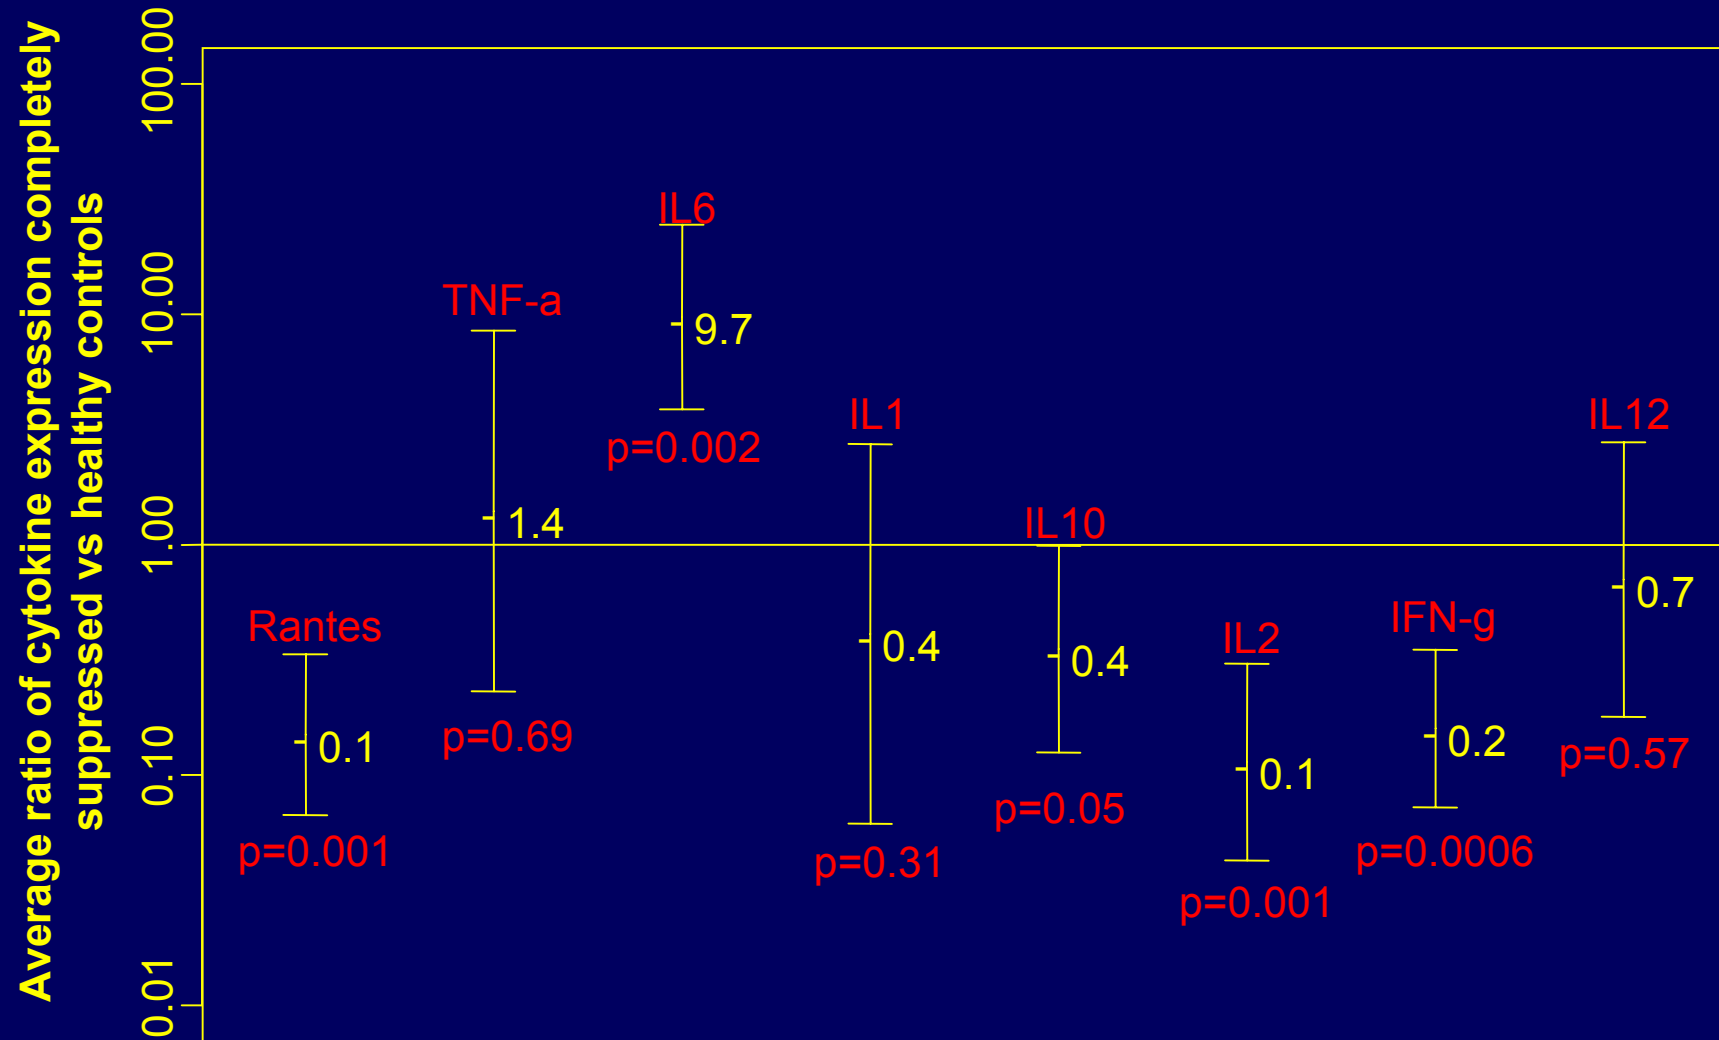 Average ratio of cytokine expression completely
suppressed vs healthy controls
100.00
10.00
1.00
0.10
0.01
Rantes
0.1
p=0.001
TNF-a
1.4
p=0.69
IL6
9.7
p=0.002
IL1
0.4
p=0.31
IL10
0.4
p=0.05
IL2
0.1
p=0.001
IFN-g
0.2
p=0.0006
IL12
0.7
p=0.57